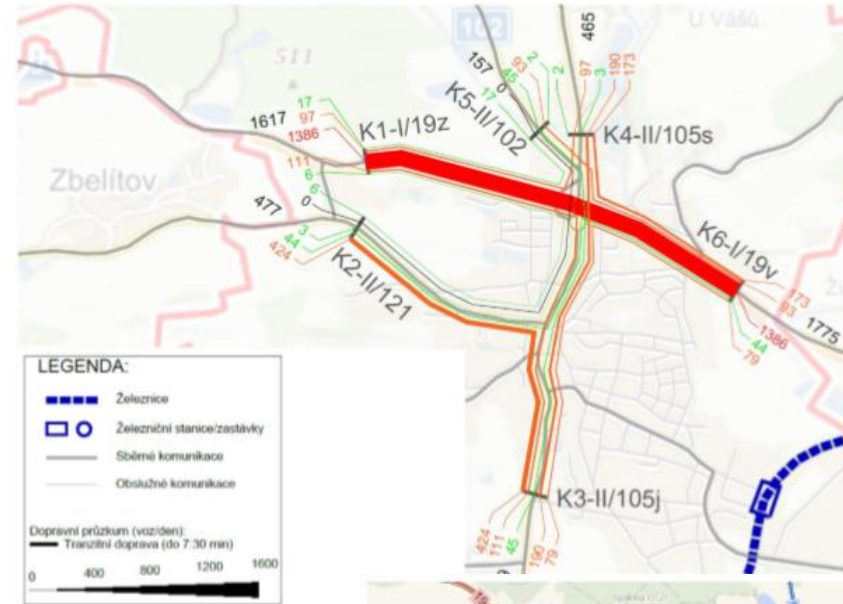 U Vášů
102
511
157
465
0
45
93
2
17
2
97
3
190
173
K5-II/102
K4-II/105s
1617
17
97
1386
K1-I/19z
111
6
Zbelítov
477
6
0
3
44
424
K2-II/121
K6-I/19v
173
93
1386
44
79
1775
K3-II/105j
424
111
45
190
79
LEGENDA:
Železnice
Železniční stanice/zastávky
Sběrné komunikace
Obslužné komunikace
Dopravní průzkum (voz/den):
Tranzitní doprava (do 7:30 min)
0 400 800 1200 1600